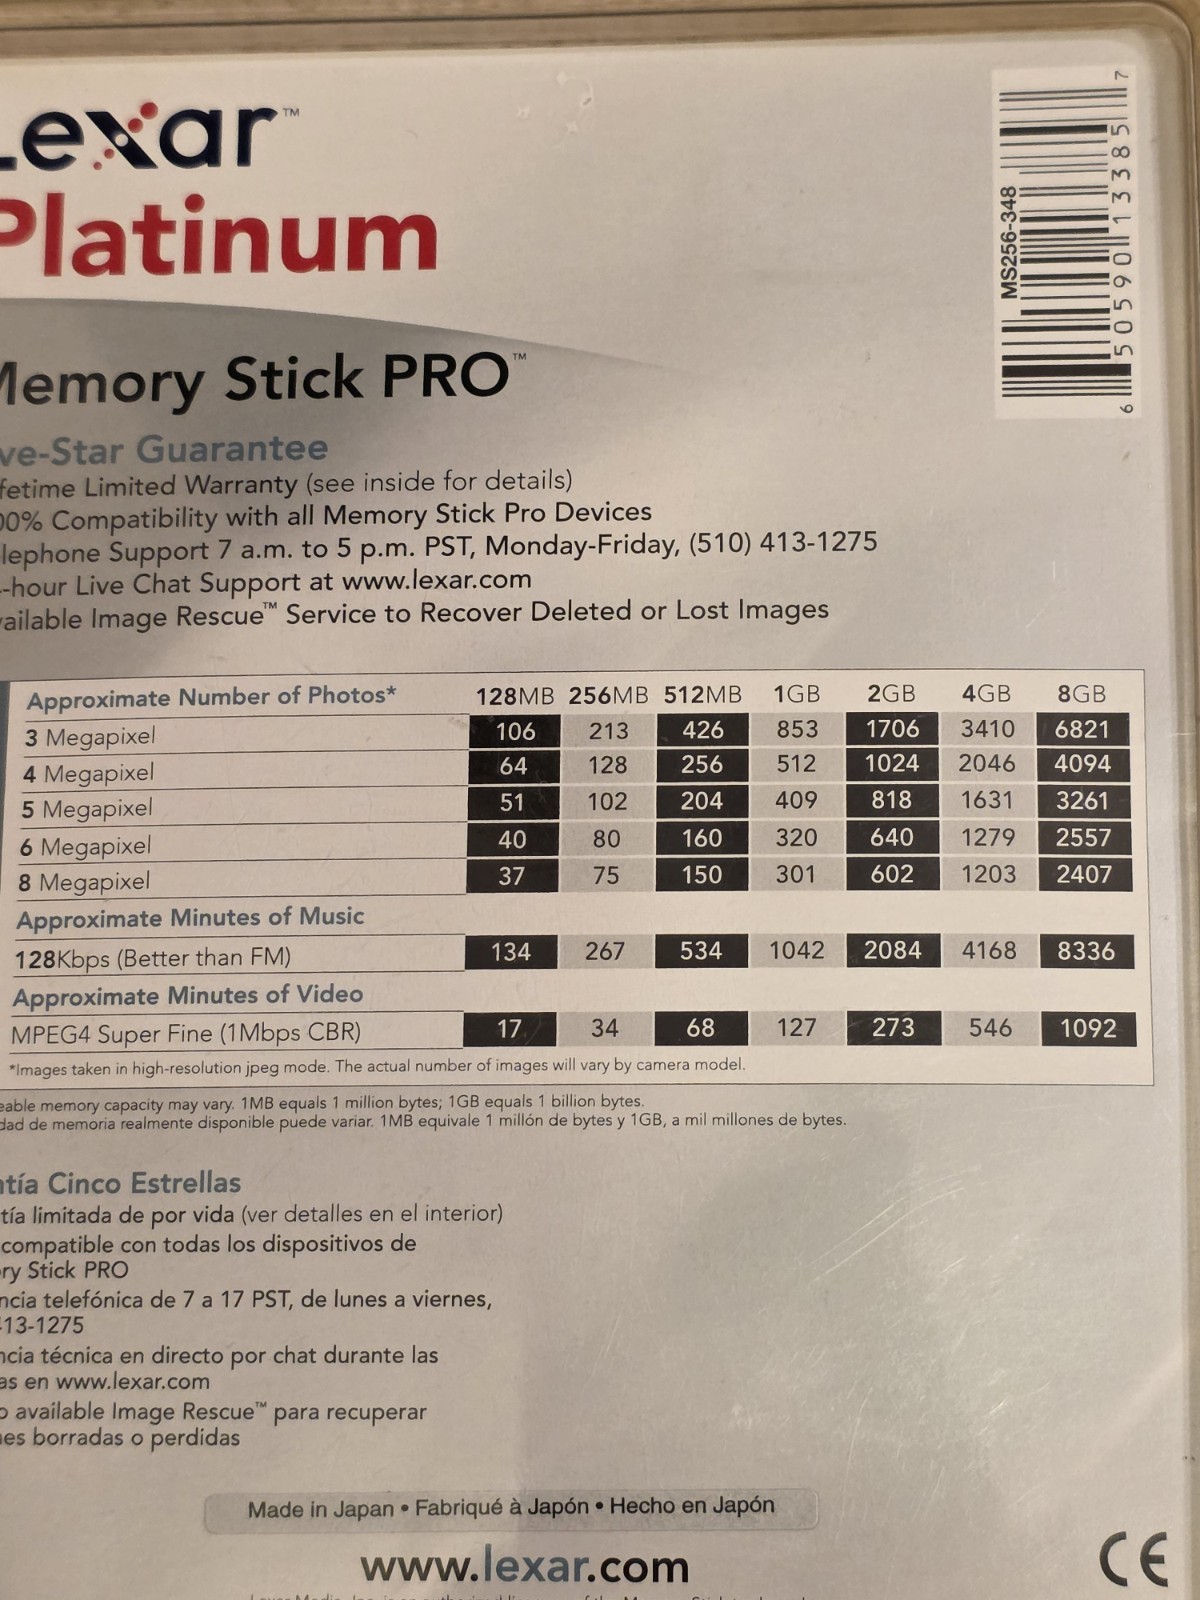 Lexar™
Platinum
Memory Stick PRO™
ve-Star Guarantee
fetime Limited Warranty (see inside for details)
00% Compatibility with all Memory Stick Pro Devices
lephone Support 7 a.m. to 5 p.m. PST, Monday-Friday, (510) 413-1275
-hour Live Chat Support at www.lexar.com
vailable Image Rescue™ Service to Recover Deleted or Lost Images
MS256-348
6 50590 13385 7
Approximate Number of Photos* 128MB 256MB 512MB 1GB 2GB 4GB 8GB
3 Megapixel 106 213 426 853 1706 3410 6821
4 Megapixel 64 128 256 512 1024 2046 4094
5 Megapixel 51 102 204 409 818 1631 3261
6 Megapixel 40 80 160 320 640 1279 2557
8 Megapixel 37 75 150 301 602 1203 2407
Approximate Minutes of Music
128Kbps (Better than FM) 134 267 534 1042 2084 4168 8336
Approximate Minutes of Video
MPEG4 Super Fine (1Mbps CBR) 17 34 68 127 273 546 1092
*Images taken in high-resolution jpeg mode. The actual number of images will vary by camera model.
eable memory capacity may vary. 1MB equals 1 million bytes; 1GB equals 1 billion bytes.
dad de memoria realmente disponible puede variar. 1MB equivale 1 millón de bytes y 1GB, a mil millones de bytes.
ntía Cinco Estrellas
tía limitada de por vida (ver detalles en el interior)
compatible con todas los dispositivos de
ry Stick PRO
ncia telefónica de 7 a 17 PST, de lunes a viernes,
413-1275
ncia técnica en directo por chat durante las
as en www.lexar.com
o available Image Rescue™ para recuperar
nes borradas o perdidas
Made in Japan • Fabriqué à Japón • Hecho en Japón
www.lexar.com
CE